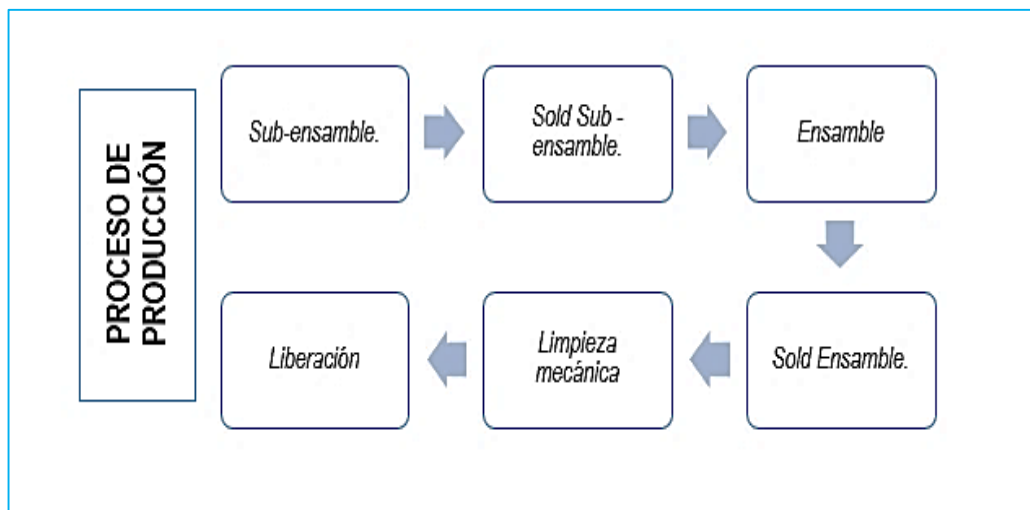 PROCESO DE
PRODUCCIÓN
Sub-ensamble.
Sold Sub -
ensamble.
Ensamble
Sold Ensamble.
Limpieza
mecánica
Liberación